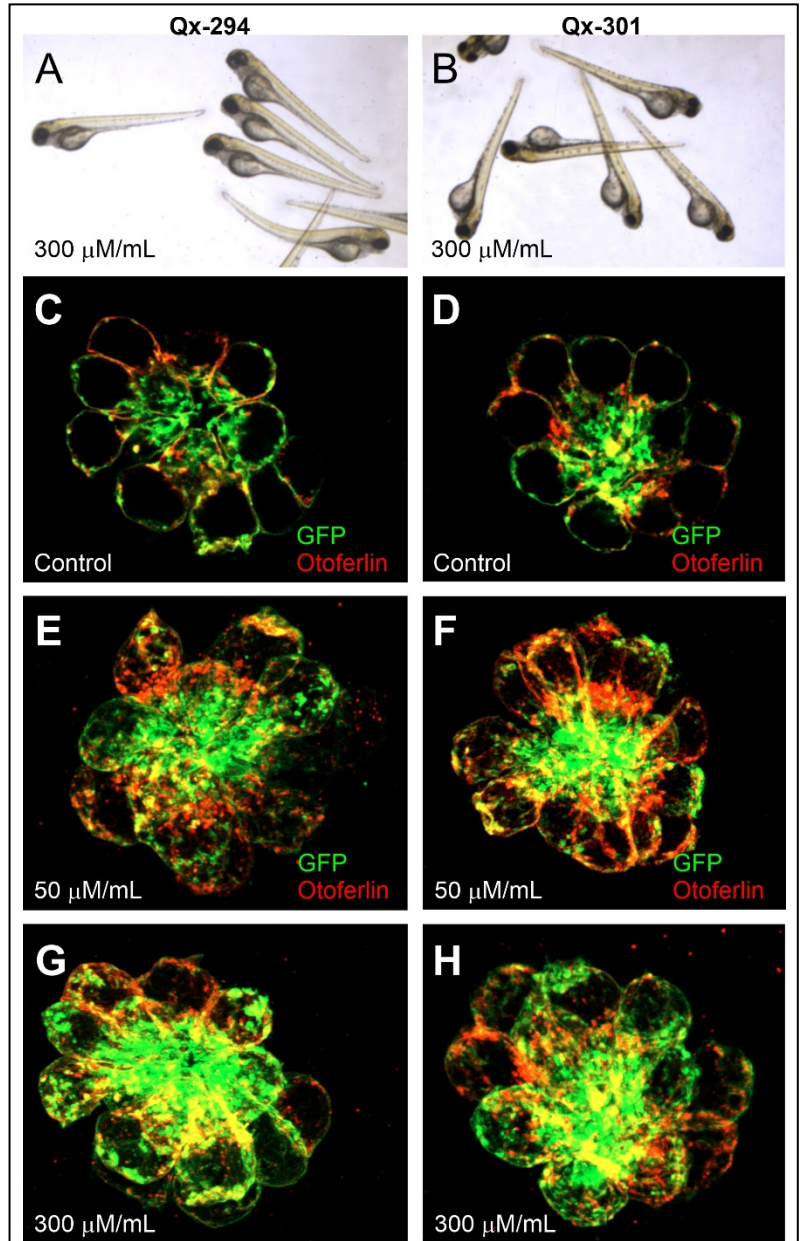 Qx-294
Qx-301
A
300 μM/mL
B
300 μM/mL
C
GFP
Control
Otoferlin
D
GFP
Control
Otoferlin
E
GFP
50 μM/mL
Otoferlin
F
GFP
50 μM/mL
Otoferlin
G
300 μM/mL
H
300 μM/mL